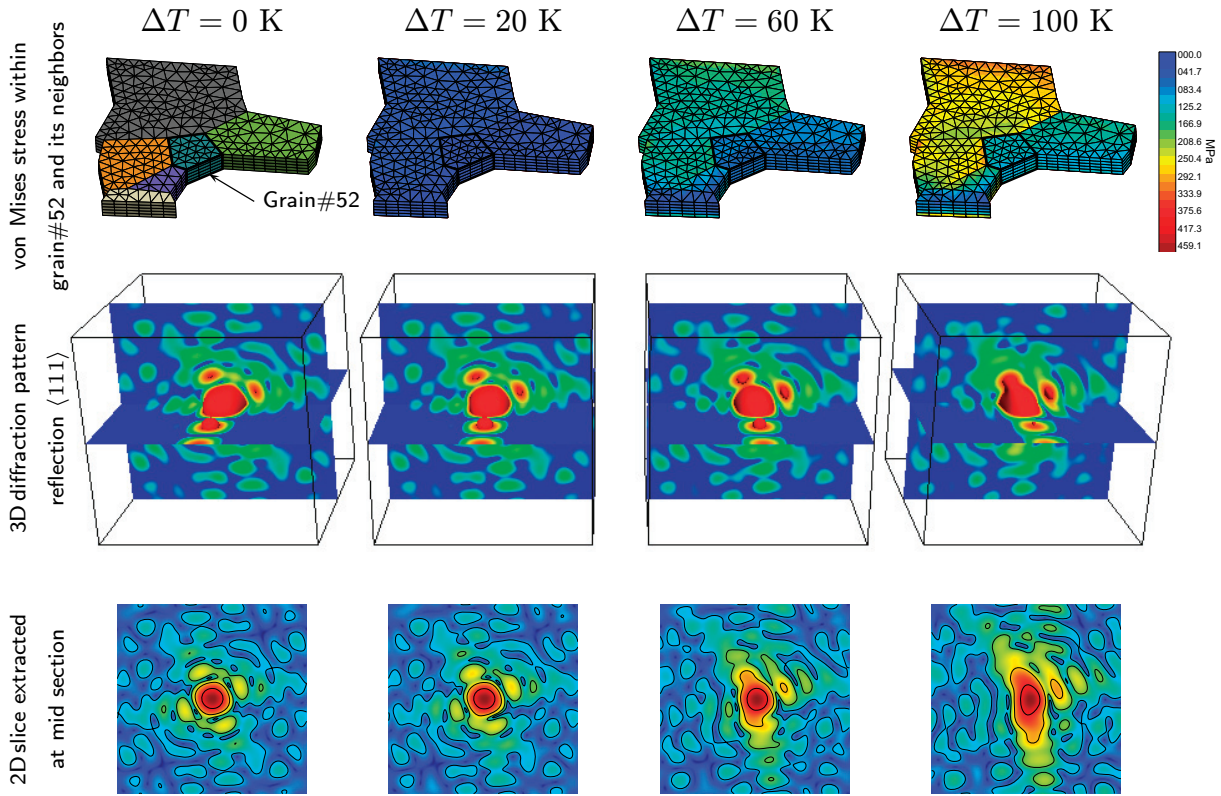 ΔT = 0 K
ΔT = 20 K
ΔT = 60 K
ΔT = 100 K
von Mises stress within
grain#52 and its neighbors
Grain#52
000.0
041.7
083.4
125.2
166.9
208.6
250.4
292.1
333.9
375.6
417.3
459.1
MPa
3D diffraction pattern
reflection ⟨111⟩
2D slice extracted
at mid section